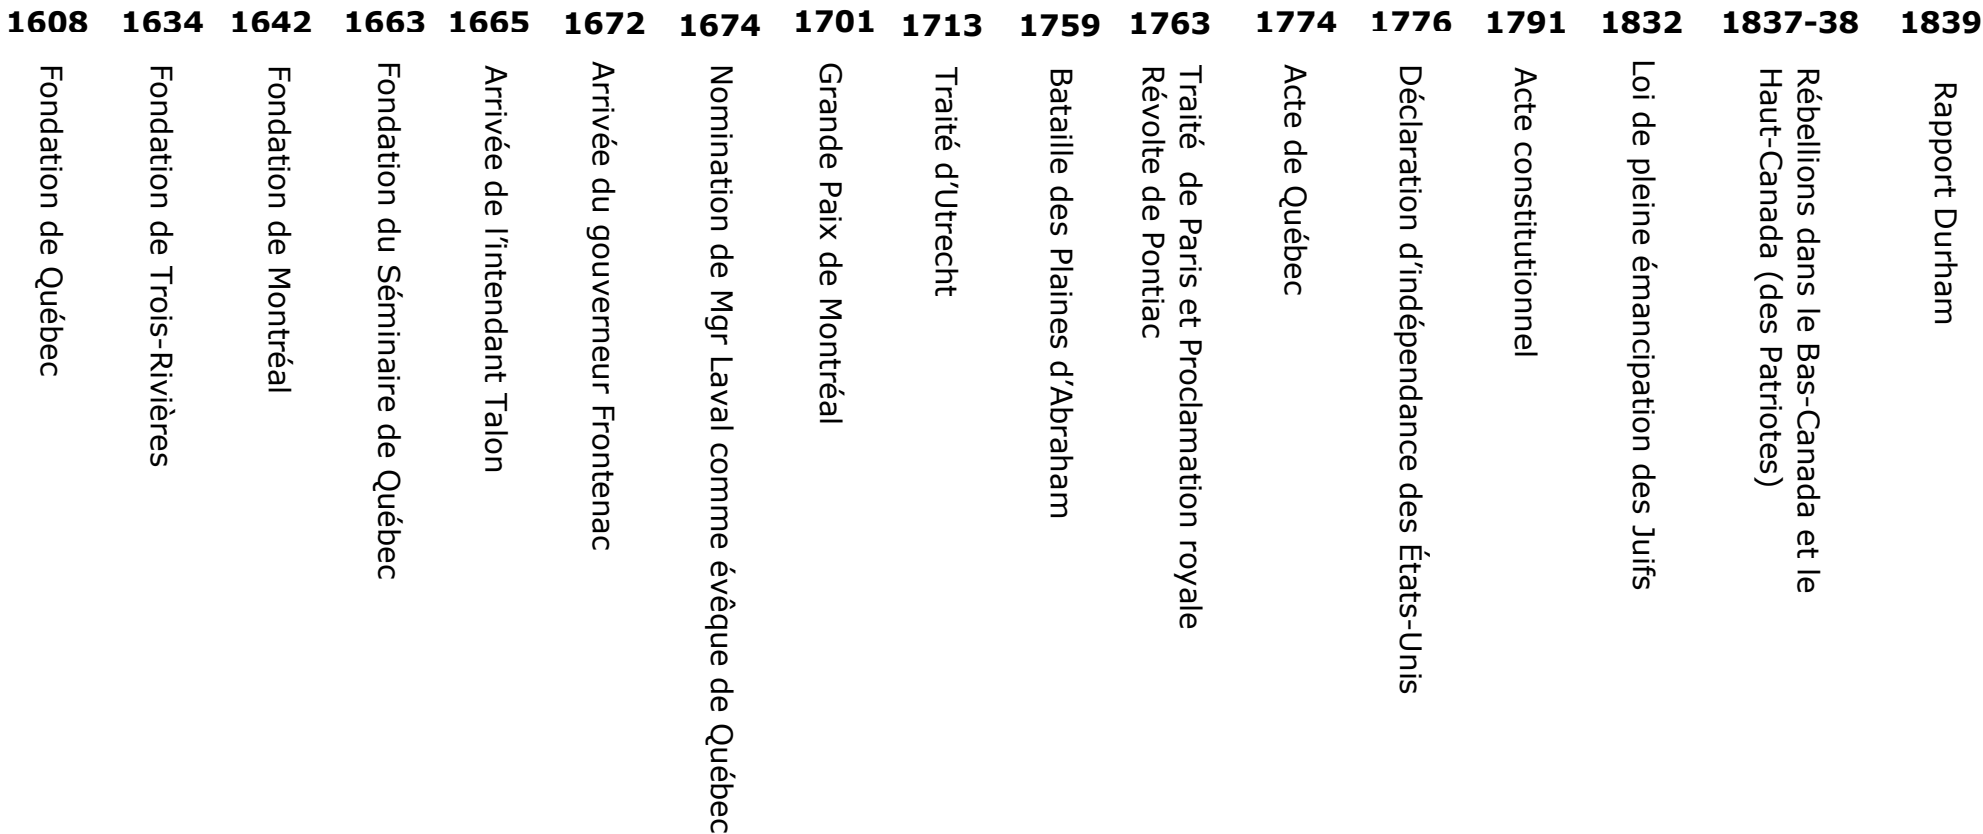 1608 1634 1642 1663 1665 1672 1674 1701 1713 1759 1763 1774 1776 1791 1832 1837-38 1839
Fondation de Québec
Fondation de Trois-Rivières
Fondation de Montréal
Fondation du Séminaire de Québec
Arrivée de l’intendant Talon
Arrivée du gouverneur Frontenac
Nomination de Mgr Laval comme évêque de Québec
Grande Paix de Montréal
Traité d’Utrecht
Bataille des Plaines d’Abraham
Traité de Paris et Proclamation royale
Révolte de Pontiac
Acte de Québec
Déclaration d’indépendance des États-Unis
Acte constitutionnel
Loi de pleine émancipation des Juifs
Rébellions dans le Bas-Canada et le
Haut-Canada (des Patriotes)
Rapport Durham